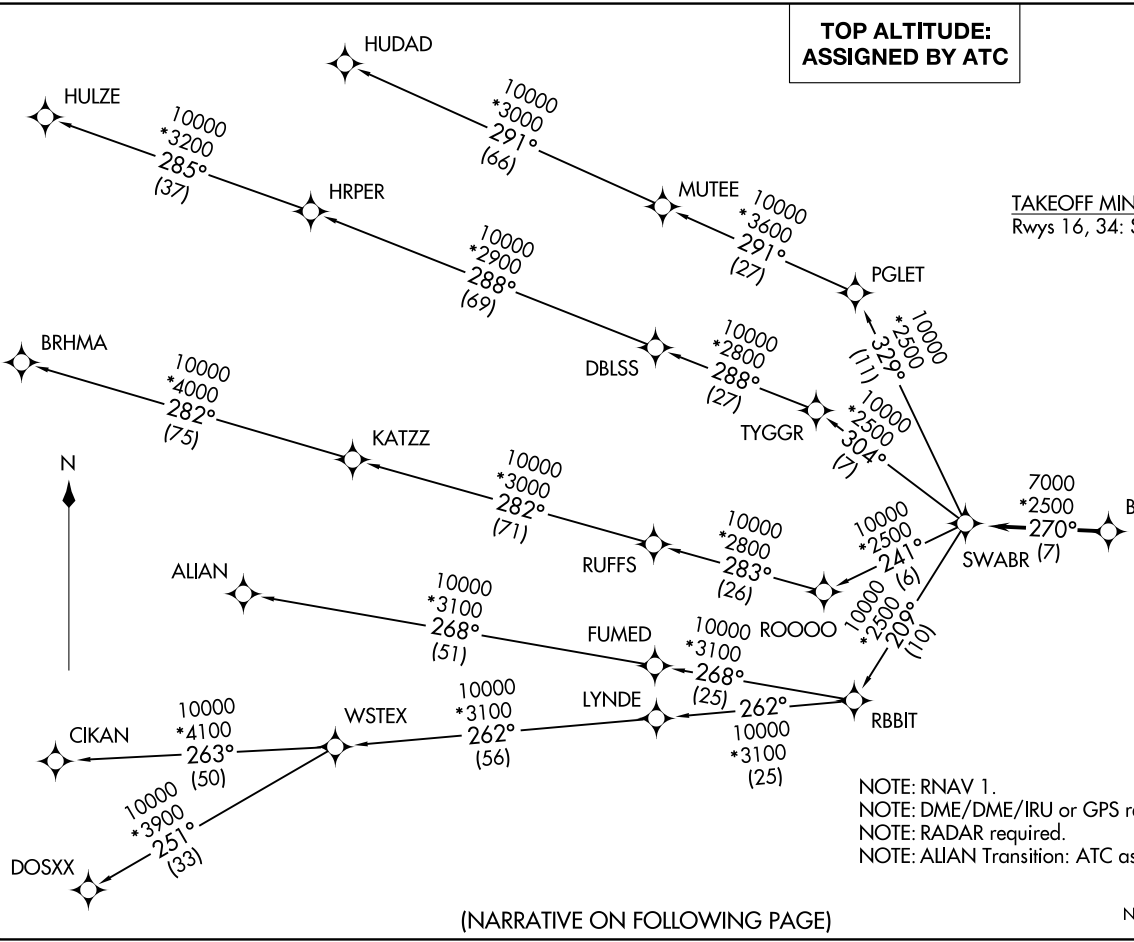 TOP ALTITUDE:
ASSIGNED BY ATC
HUDAD
HULZE
10000
*3000
291°
(66)
10000
*3200
285°
(37)
HRPER
MUTEE
10000
*3600
291°
(27)
TAKEOFF MIN
Rwys 16, 34: S
10000
*2900
288°
(69)
PGLET
BRHMA
10000
*4000
282°
(75)
DBLSS
10000
*2800
288°
(27)
10000
*2500
329°
(11)
TYGGR
10000
*2500
304°
(7)
KATZZ
N
10000
*3000
282°
(71)
7000
*2500
270°
(7)
B
SWABR
10000
*2500
241°
(6)
RUFFS
10000
*2800
283°
(26)
ROOOO
10000
*2500
209°
(10)
ALIAN
10000
*3100
268°
(51)
FUMED
10000
*3100
268°
(25)
LYNDE
262°
10000
*3100
(25)
RBBIT
10000
*3100
262°
(56)
WSTEX
CIKAN
10000
*4100
263°
(50)
10000
*3900
251°
(33)
DOSXX
NOTE: RNAV 1.
NOTE: DME/DME/IRU or GPS re
NOTE: RADAR required.
NOTE: ALIAN Transition: ATC as
(NARRATIVE ON FOLLOWING PAGE)
N